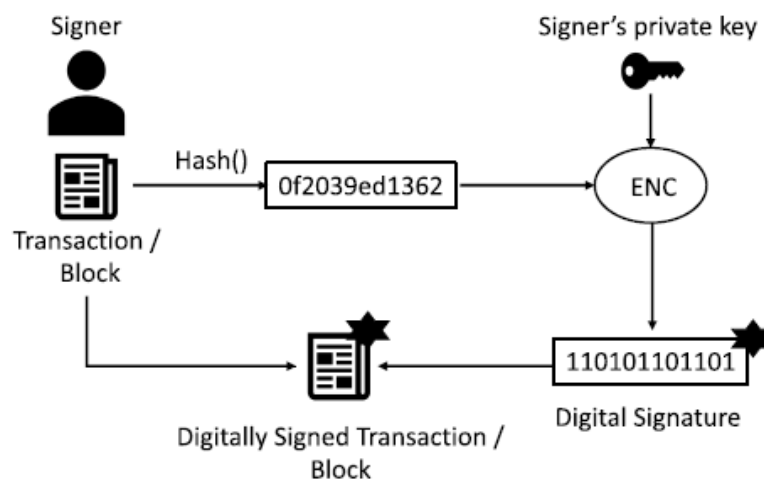 Signer
Signer's private key
Hash()
0f2039ed1362
ENC
Transaction /
Block
110101101101
Digital Signature
Digitally Signed Transaction /
Block